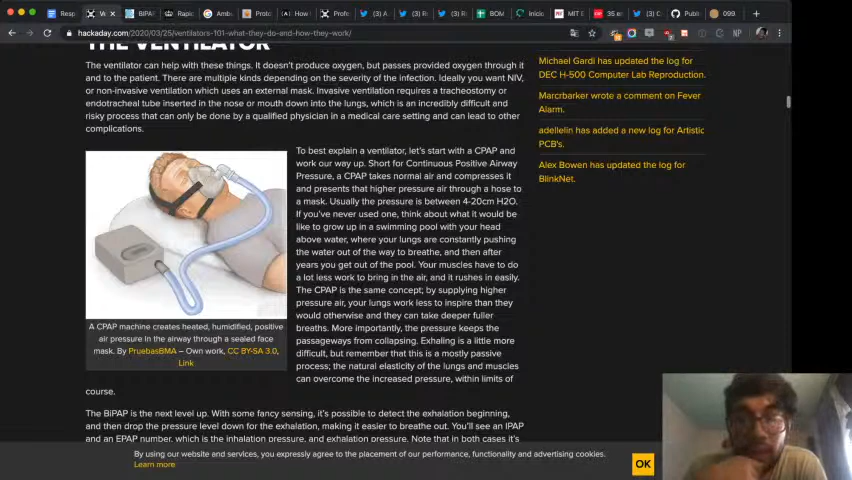 Resp
Ve
BIPAP
Rapid
Amb
Proto
How
Profe
(3) A
(3) R
BDM
Inicio
MIT E
3S e
(3) D
Publi
099
hackaday.com/2020/03/25/ventilators-101-what-they-do-and-how-they-work/
THE VENTILATOR
The ventilator can help with these things. It doesn't produce oxygen, but passes provided oxygen through it
and to the patient. There are multiple kinds depending on the severity of the infection. Ideally you want NIV,
or non-invasive ventilation which uses an external mask. Invasive ventilation requires a tracheostomy or
endotracheal tube inserted in the nose or mouth down into the lungs, which is an incredibly difficult and
risky process that can only be done by a qualified physician in a medical care setting and can lead to other
complications.
To best explain a ventilator, let's start with a CPAP and
work our way up. Short for Continuous Positive Airway
Pressure, a CPAP takes normal air and compresses it
and presents that higher pressure air through a hose to
a mask. Usually the pressure is between 4-20cm H2O.
If you've never used one, think about what it would be
like to grow up in a swimming pool with your head
above water, where your lungs are constantly pushing
the water out of the way to breathe, and then after
years you get out of the pool. Your muscles have to do
a lot less work to bring in the air, and it rushes in easily.
The CPAP is the same concept; by supplying higher
pressure air, your lungs work less to inspire than they
would otherwise and they can take deeper fuller
breaths. More importantly, the pressure keeps the
passageways from collapsing. Exhaling is a little more
difficult, but remember that this is a mostly passive
process; the natural elasticity of the lungs and muscles
can overcome the increased pressure, within limits of
course.
A CPAP machine creates heated, humidified, positive
air pressure in the airway through a sealed face
mask. By PruebasBMA – Own work, CC BY-SA 3.0,
Link
The BiPAP is the next level up. With some fancy sensing, it's possible to detect the exhalation beginning,
and then drop the pressure level down for the exhalation, making it easier to breathe out. You'll see an IPAP
and an EPAP number, which is the inhalation pressure, and exhalation pressure. Note that in both cases it's
Michael Gardi has updated the log for
DEC H-500 Computer Lab Reproduction.
Marcrbarker wrote a comment on Fever
Alarm.
adellelin has added a new log for Artistic
PCB's.
Alex Bowen has updated the log for
BlinkNet.
By using our website and services, you expressly agree to the placement of our performance, functionality and advertising cookies.
Learn more
OK